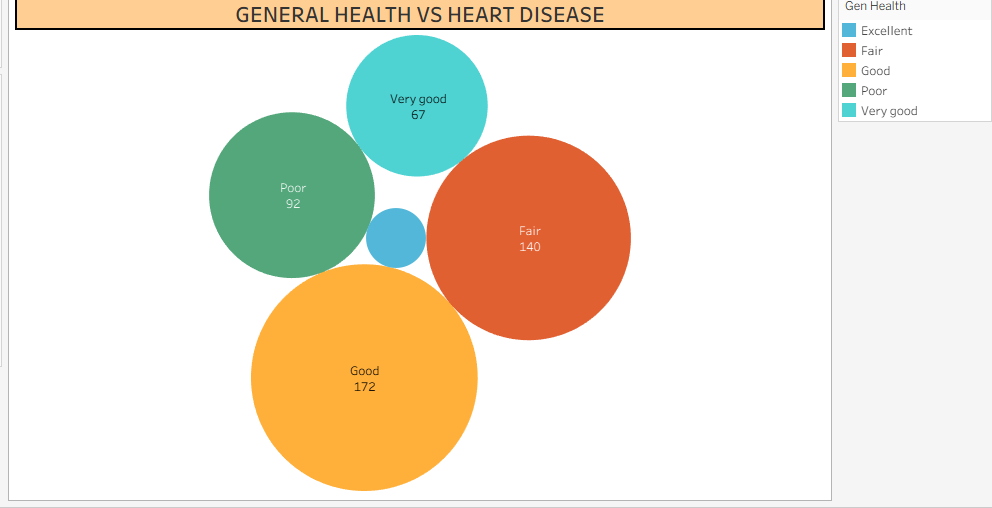 GENERAL HEALTH VS HEART DISEASE
Gen Health
Excellent
Fair
Good
Poor
Very good
Very good
67
Poor
92
Fair
140
Good
172